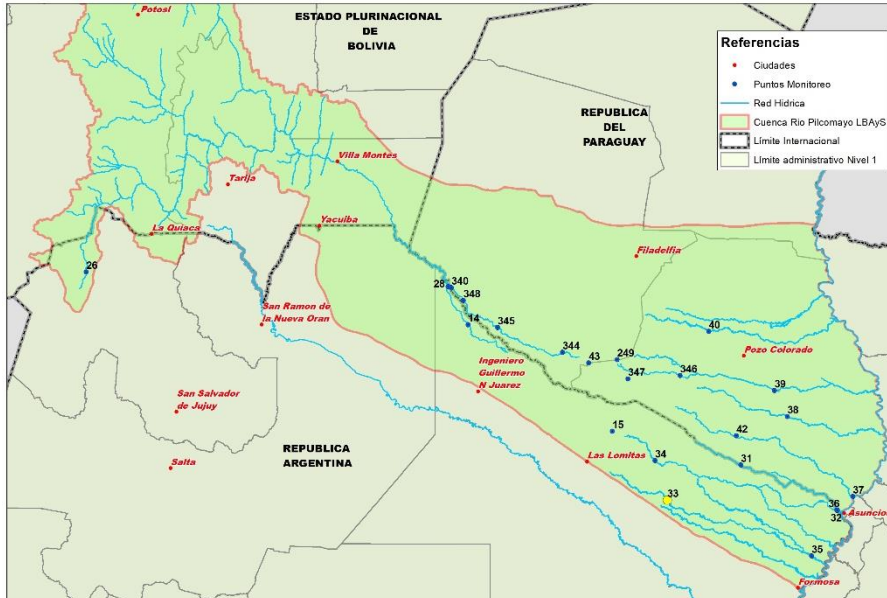 Potosí
ESTADO PLURINACIONAL
DE
BOLIVIA
Referencias
Ciudades
Puntos Monitoreo
Red Hídrica
Cuenca Rio Pilcomayo LBAyS
Límite Internacional
Límite administrativo Nivel 1
REPUBLICA
DEL
PARAGUAY
Villa Montes
Tarija
Yacuiba
La Quiaca
Filadelfia
26
28
340
348
San Ramon de
la Nueva Oran
14
345
40
344
43
249
Pozo Colorado
Ingeniero
Guillermo
N Juarez
347
346
39
San Salvador
de Jujuy
38
15
42
REPUBLICA
ARGENTINA
Salta
Las Lomitas
34
31
33
37
36
32
Asuncion
35
Formosa